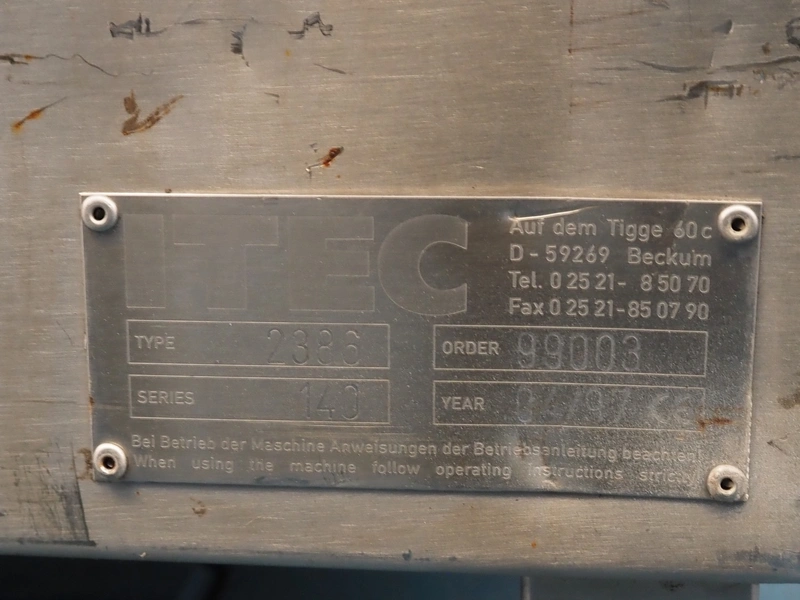 ITEC
Auf dem Tigge 60c
D - 59269 Beckum
Tel. 0 25 21- 8 50 70
Fax 0 25 21-85 07 90
TYPE 2386
ORDER 99003
SERIES 140
YEAR CE
Bei Betrieb der Maschine Anweisungen der Betriebsanleitung beachten!
When using the machine follow operating instructions